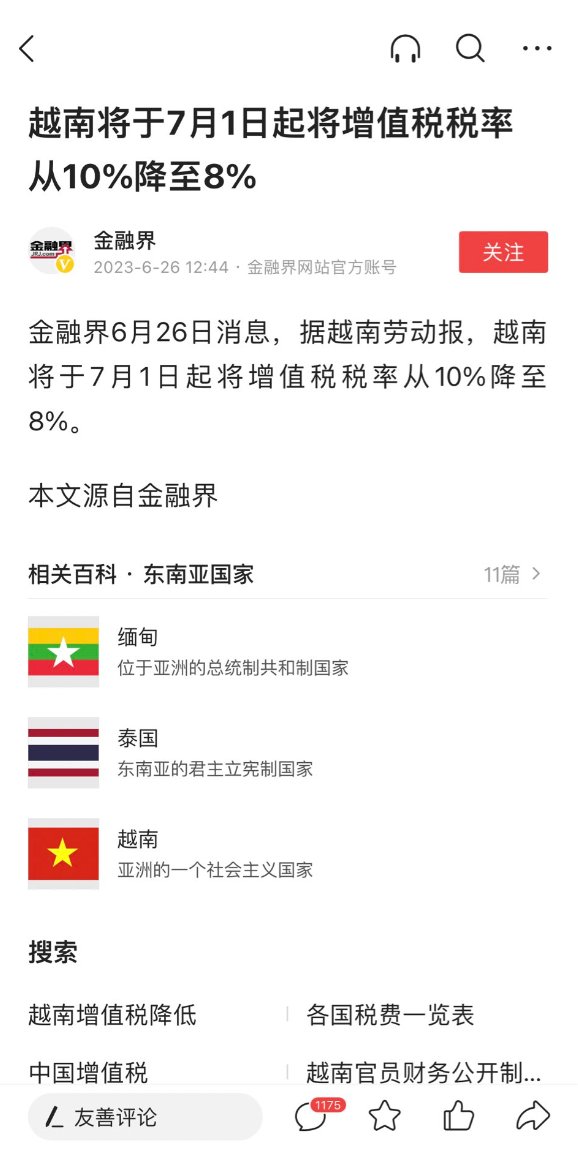 越南将于7月1日起将增值税税率
从10%降至8%
金融界
JRJ.com
V
金融界
2023-6-26 12:44 · 金融界网站官方账号
关注
金融界6月26日消息，据越南劳动报，越南
将于7月1日起将增值税税率从10%降至
8%。
本文源自金融界
相关百科 · 东南亚国家
11篇
缅甸
位于亚洲的总统制共和制国家
泰国
东南亚的君主立宪制国家
越南
亚洲的一个社会主义国家
搜索
越南增值税降低
各国税费一览表
中国增值税
越南官员财务公开制...
友善评论
1175